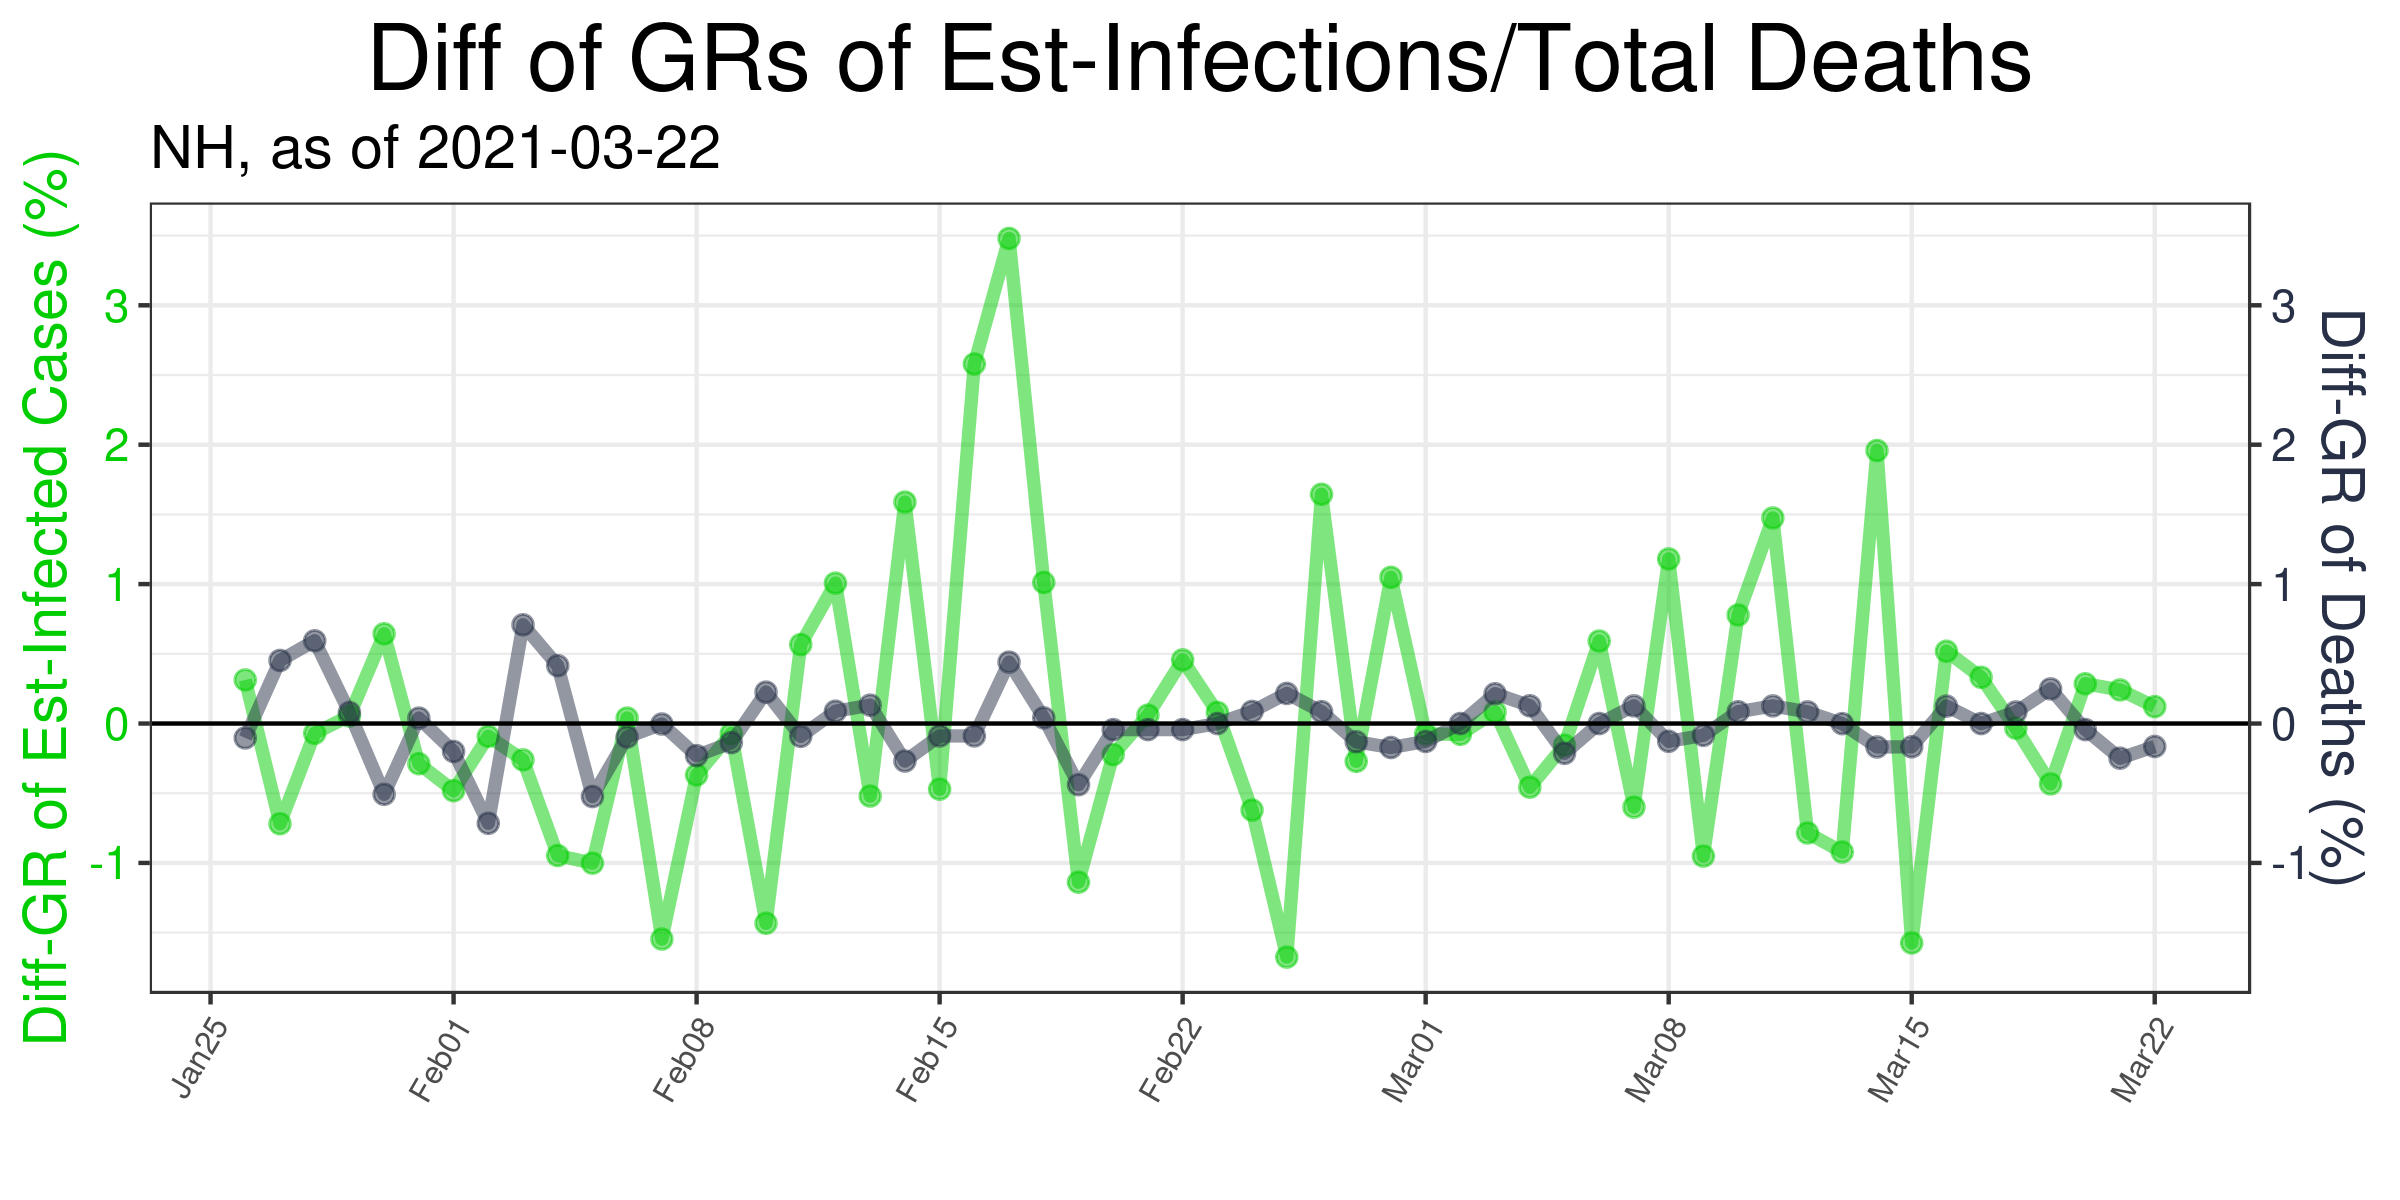 Diff of GRs of Est-Infections/Total Deaths
NH, as of 2021-03-22
Diff-GR of Est-Infected Cases (%)
3
2
1
0
-1
3
2
1
0
-1
Diff-GR of Deaths (%)
Jan25
Feb01
Feb08
Feb15
Feb22
Mar01
Mar08
Mar15
Mar22